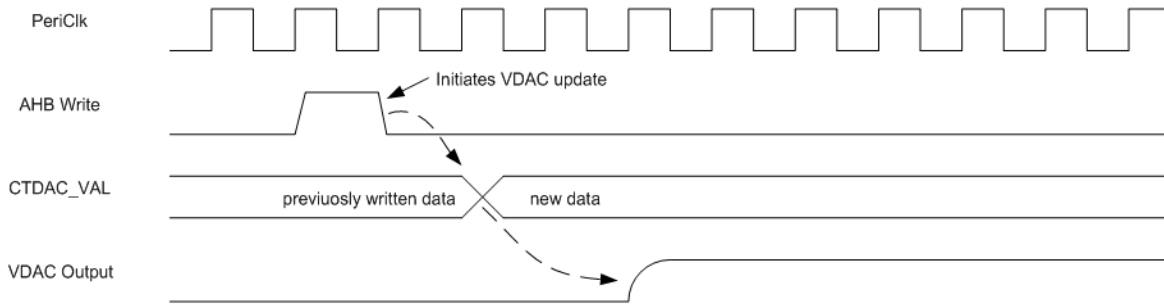 PeriClk
Initiates VDAC update
AHB Write
CTDAC_VAL
previuosly written data
new data
VDAC Output